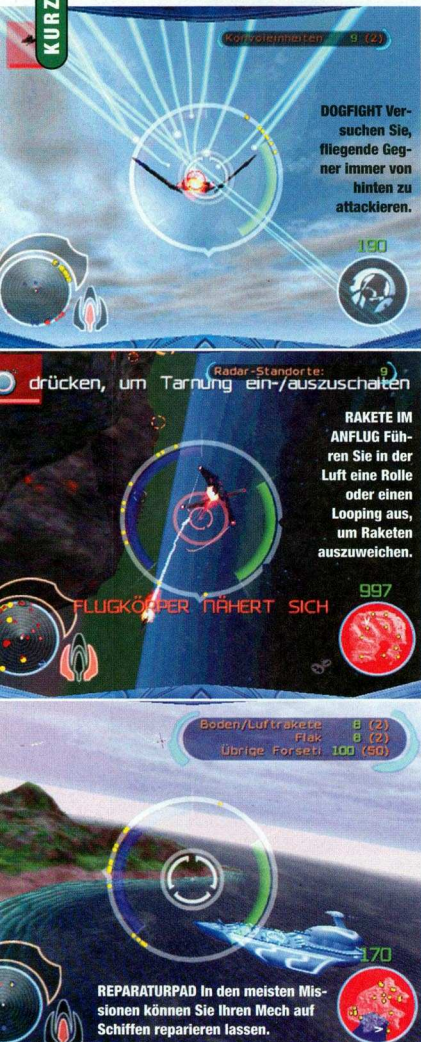 KURZ
Kontrolleinheiten 9 (2)
DOGFIGHT Ver-
suchen Sie,
fliegende Geg-
ner immer von
hinten zu
attackieren.
190
Radar-Standorte: 9
drücken, um Tarnung ein-/auszuschalten
RAKETE IM
ANFLUG Füh-
ren Sie in der
Luft eine Rolle
oder einen
Looping aus,
um Raketen
auszuweichen.
997
FLUGKÖRPER NÄHERT SICH
Boden/Luftrakete 8 (2)
Flak 8 (2)
Übrige Forseti 100 (50)
170
REPARATURPAD In den meisten Mis-
sionen können Sie Ihren Mech auf
Schiffen reparieren lassen.